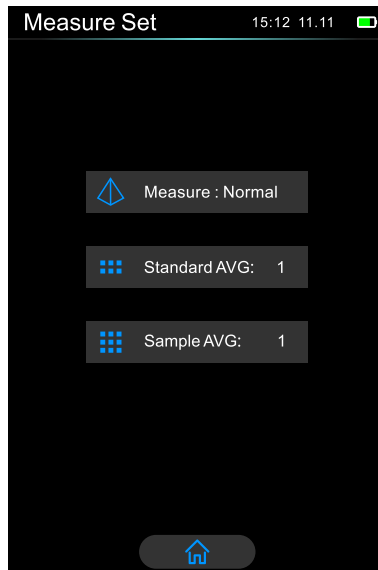 Measure Set 15:12 11.11
Measure : Normal
Standard AVG: 1
Sample AVG: 1